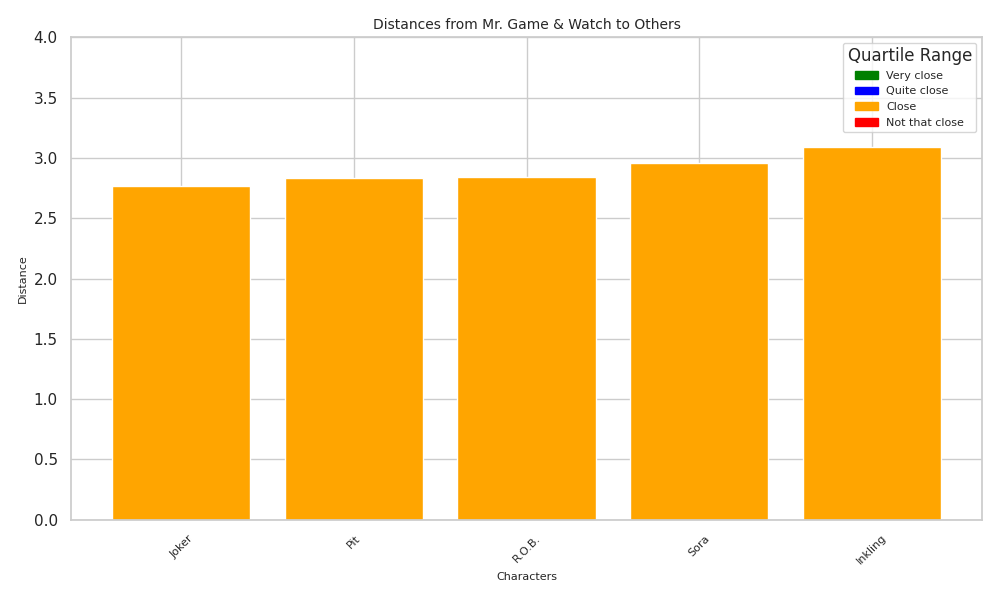 Distances from Mr. Game & Watch to Others
4.0
3.5
3.0
2.5
2.0
1.5
1.0
0.5
0.0
Distance
Quartile Range
Very close
Quite close
Close
Not that close
Joker
Pit
R.O.B.
Sora
Inkling
Characters